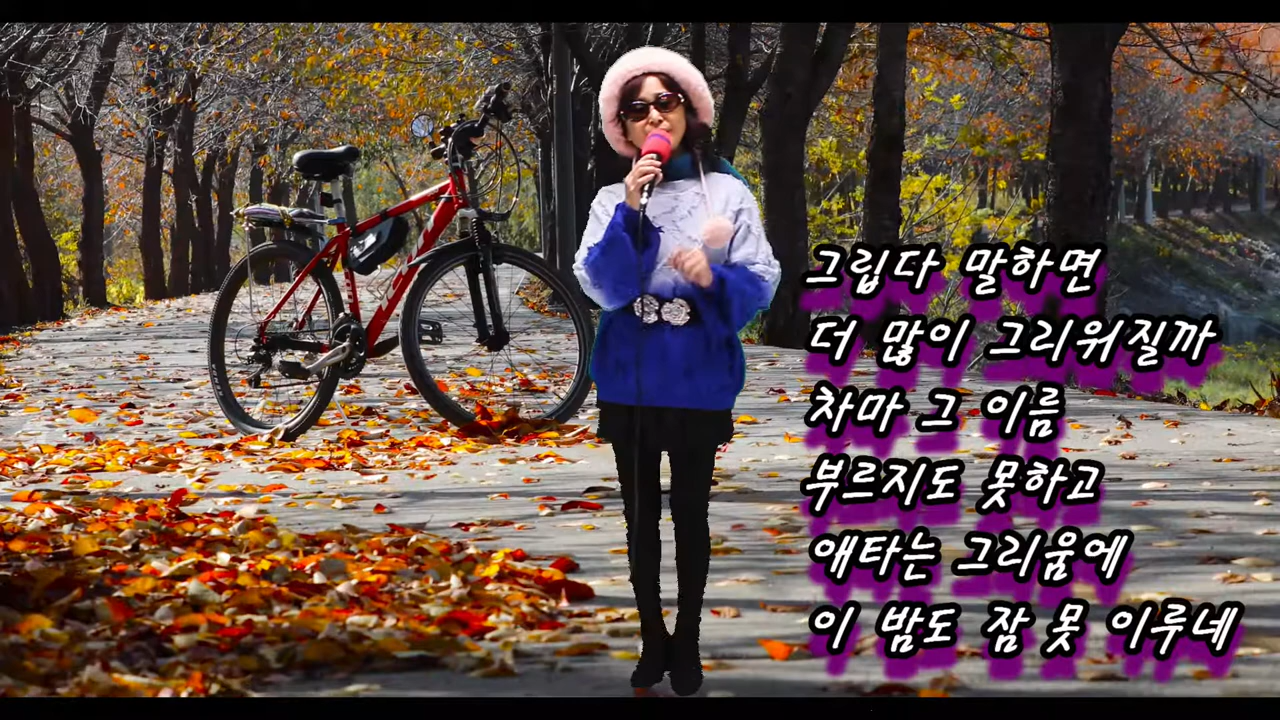 그립다 말하면
더 많이 그리워질까
차마 그 이름
부르지도 못하고
애타는 그리움에
이 밤도 잠 못 이루네